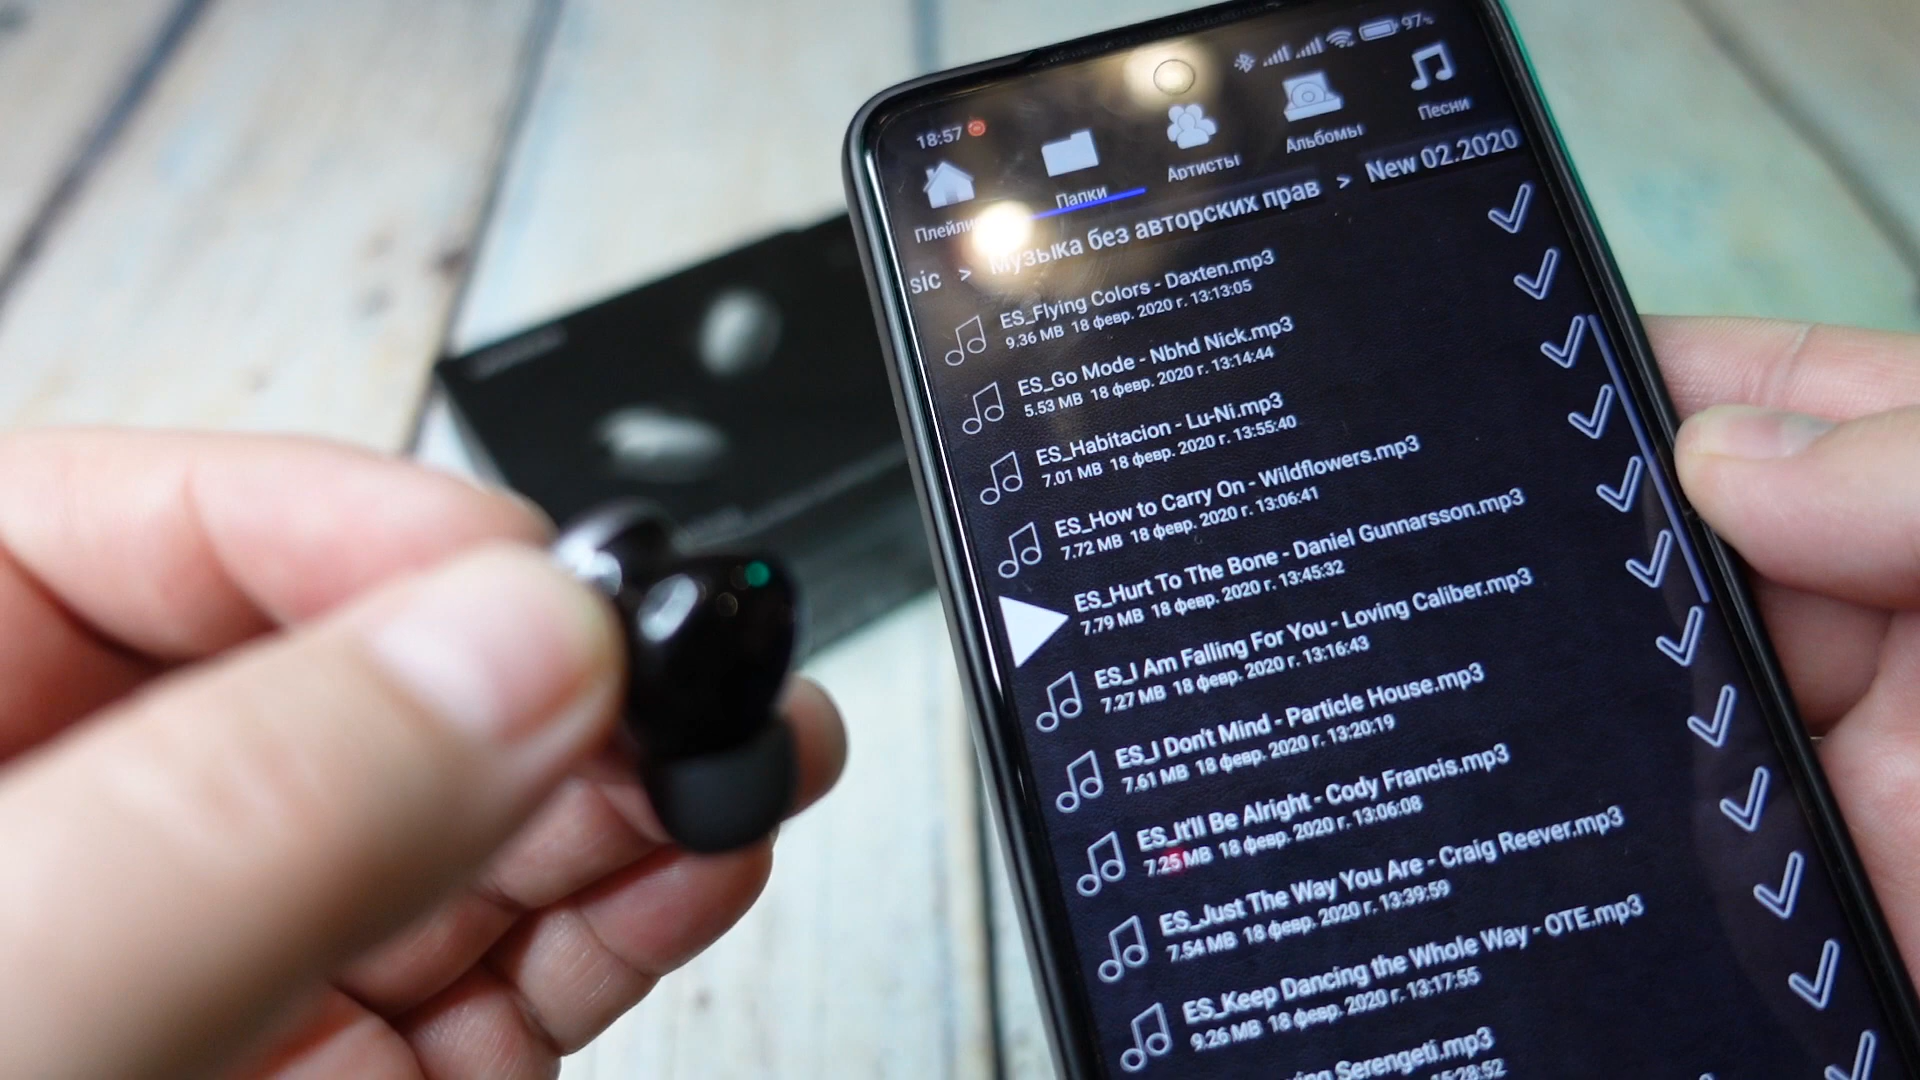 97%
18:57
Плейли
Папки
Артисты
Альбомы
Песни
sic > Музыка без авторских прав > New 02.2020
ES_Flying Colors - Daxten.mp3
9.36 MB 18 февр. 2020 г. 13:13:05
ES_Go Mode - Nbhd Nick.mp3
5.53 MB 18 февр. 2020 г. 13:14:44
ES_Habitacion - Lu-Ni.mp3
7.01 MB 18 февр. 2020 г. 13:55:40
ES_How to Carry On - Wildflowers.mp3
7.72 MB 18 февр. 2020 г. 13:06:41
ES_Hurt To The Bone - Daniel Gunnarsson.mp3
7.79 MB 18 февр. 2020 г. 13:45:32
ES_I Am Falling For You - Loving Caliber.mp3
7.27 MB 18 февр. 2020 г. 13:16:43
ES_I Don't Mind - Particle House.mp3
7.61 MB 18 февр. 2020 г. 13:20:19
ES_It'll Be Alright - Cody Francis.mp3
7.25 MB 18 февр. 2020 г. 13:06:08
ES_Just The Way You Are - Craig Reever.mp3
7.54 MB 18 февр. 2020 г. 13:39:59
ES_Keep Dancing the Whole Way - OTE.mp3
9.26 MB 18 февр. 2020 г. 13:17:55
Serengeti.mp3
15:28:52